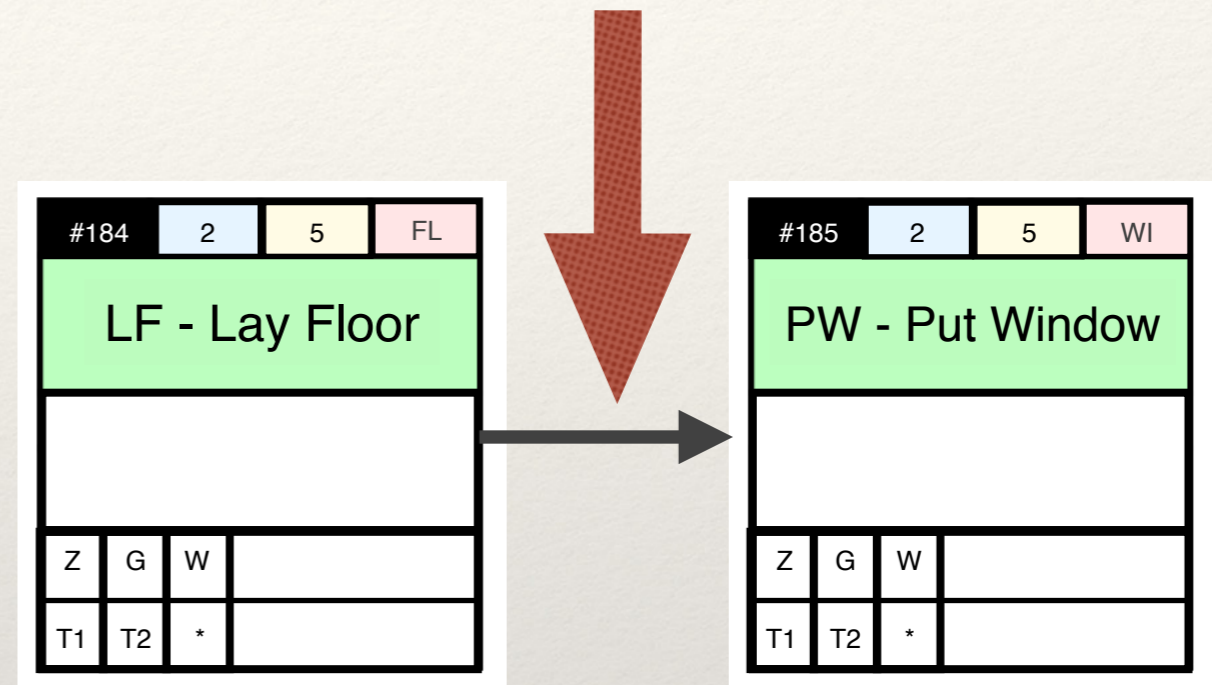 #184 2 5 FL
LF - Lay Floor
Z G W
T1 T2 *
#185 2 5 WI
PW - Put Window
Z G W
T1 T2 *